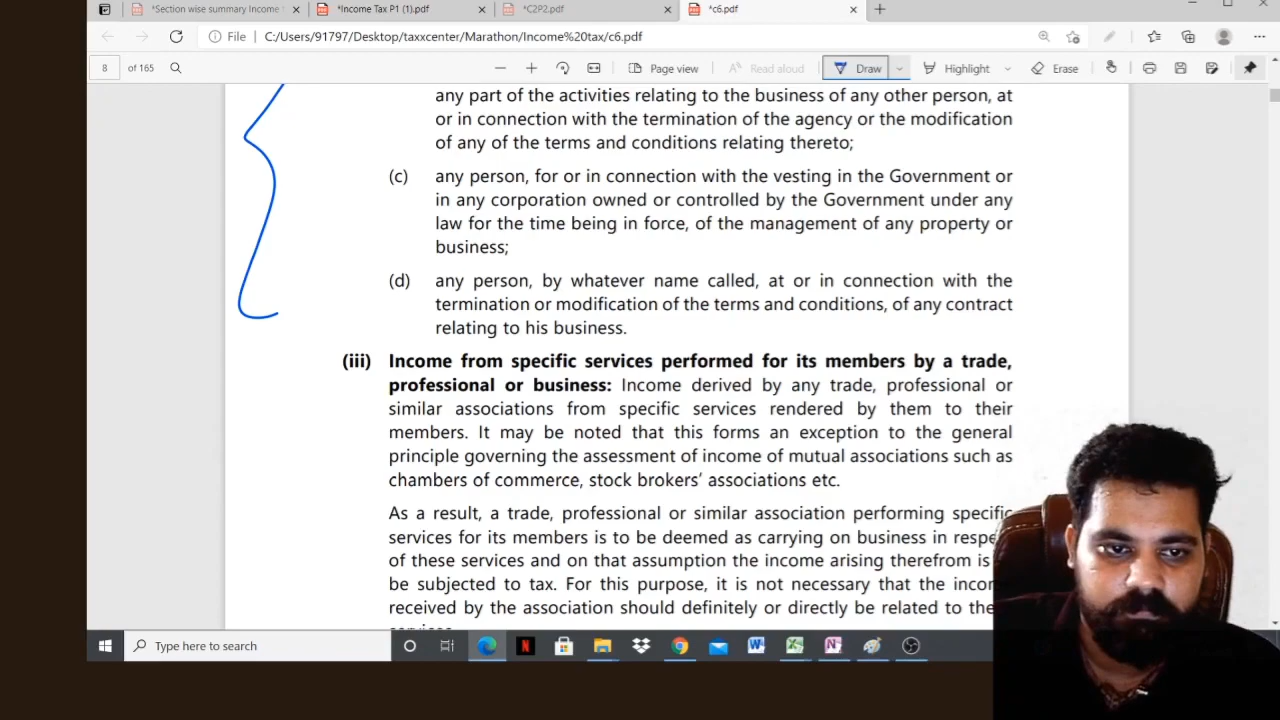 *Section wise summary Income
*Income Tax P1 (1).pdf
*C2P2.pdf
*c6.pdf
File
C:/Users/91797/Desktop/taxxcenter/Marathon/Income%20tax/c6.pdf
8 of 165
Page view
Read aloud
Draw
Highlight
Erase
any part of the activities relating to the business of any other person, at
or in connection with the termination of the agency or the modification
of any of the terms and conditions relating thereto;
(c) any person, for or in connection with the vesting in the Government or
in any corporation owned or controlled by the Government under any
law for the time being in force, of the management of any property or
business;
(d) any person, by whatever name called, at or in connection with the
termination or modification of the terms and conditions, of any contract
relating to his business.
(iii) Income from specific services performed for its members by a trade,
professional or business: Income derived by any trade, professional or
similar associations from specific services rendered by them to their
members. It may be noted that this forms an exception to the general
principle governing the assessment of income of mutual associations such as
chambers of commerce, stock brokers' associations etc.
As a result, a trade, professional or similar association performing specific
services for its members is to be deemed as carrying on business in respe
of these services and on that assumption the income arising therefrom is
be subjected to tax. For this purpose, it is not necessary that the incom
received by the association should definitely or directly be related to the
Type here to search